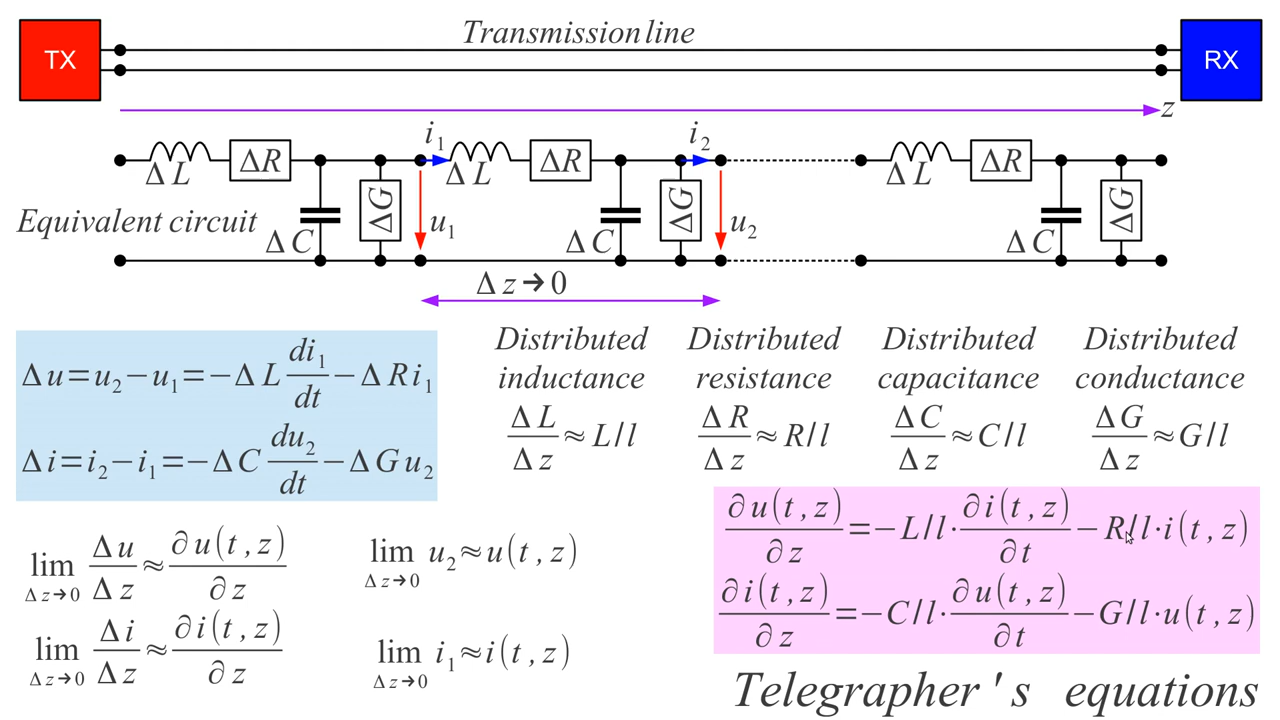 Transmission line
TX
RX
z
i₁
i₂
ΔL
ΔR
ΔL
ΔR
ΔL
ΔR
Equivalent circuit
ΔC
ΔG
u₁
ΔC
ΔG
u₂
ΔC
ΔG
Δz→0
Δu=u₂−u₁=−ΔL di₁/dt −ΔR i₁
Δi=i₂−i₁=−ΔC du₂/dt −ΔG u₂
Distributed
inductance
ΔL/Δz ≈ L/l
Distributed
resistance
ΔR/Δz ≈ R/l
Distributed
capacitance
ΔC/Δz ≈ C/l
Distributed
conductance
ΔG/Δz ≈ G/l
lim Δz→0 Δu/Δz ≈ ∂u(t,z)/∂z
lim Δz→0 u₂≈u(t,z)
lim Δz→0 Δi/Δz ≈ ∂i(t,z)/∂z
lim Δz→0 i₁≈i(t,z)
∂u(t,z)/∂z =−L/l·∂i(t,z)/∂t −R/l·i(t,z)
∂i(t,z)/∂z =−C/l·∂u(t,z)/∂t −G/l·u(t,z)
Telegrapher's equations